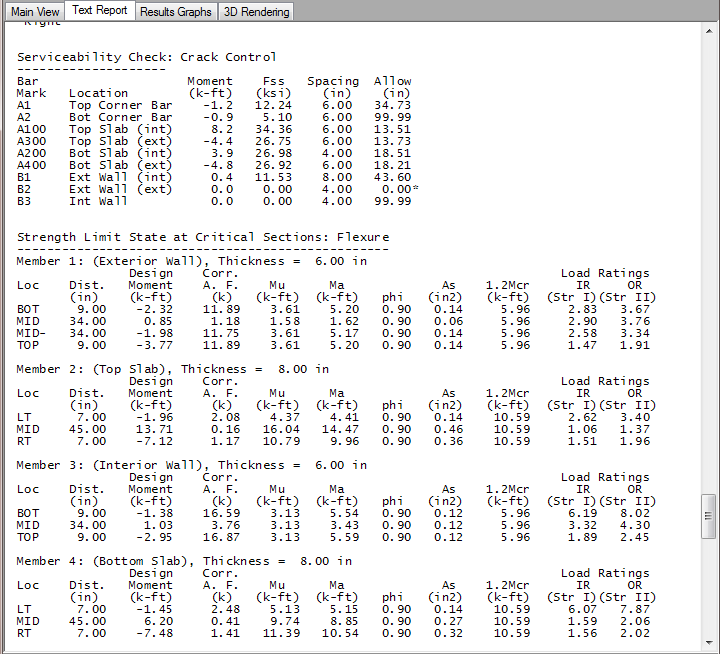 Main View Text Report Results Graphs 3D Rendering
Right
Serviceability Check: Crack Control
--------------------
Bar Moment Fss Spacing Allow
Mark Location (k-ft) (ksi) (in) (in)
A1 Top Corner Bar -1.2 12.24 6.00 34.73
A2 Bot Corner Bar -0.9 5.10 6.00 99.99
A100 Top Slab (int) 8.2 34.36 6.00 13.51
A300 Top Slab (ext) -4.4 26.75 6.00 13.73
A200 Bot Slab (int) 3.9 26.98 4.00 18.51
A400 Bot Slab (ext) -4.8 26.92 6.00 18.21
B1 Ext Wall (int) 0.4 11.53 8.00 43.60
B2 Ext Wall (ext) 0.0 0.00 4.00 0.00*
B3 Int Wall 0.0 0.00 4.00 99.99
Strength Limit State at Critical Sections: Flexure
--------------------------------------------------
Member 1: (Exterior Wall), Thickness = 6.00 in
Design Corr. Load Ratings
Loc Dist. Moment A. F. Mu Ma As 1.2Mcr IR OR
(in) (k-ft) (k) (k-ft) (k-ft) phi (in2) (k-ft) (Str I)(Str II)
BOT 9.00 -2.32 11.89 3.61 5.20 0.90 0.14 5.96 2.83 3.67
MID 34.00 0.85 1.18 1.58 1.62 0.90 0.06 5.96 2.90 3.76
MID- 34.00 -1.98 11.75 3.61 5.17 0.90 0.14 5.96 2.58 3.34
TOP 9.00 -3.77 11.89 3.61 5.20 0.90 0.14 5.96 1.47 1.91
Member 2: (Top Slab), Thickness = 8.00 in
Design Corr. Load Ratings
Loc Dist. Moment A. F. Mu Ma As 1.2Mcr IR OR
(in) (k-ft) (k) (k-ft) (k-ft) phi (in2) (k-ft) (Str I)(Str II)
LT 7.00 -1.96 2.08 4.37 4.41 0.90 0.14 10.59 2.62 3.40
MID 45.00 13.71 0.16 16.04 14.47 0.90 0.46 10.59 1.06 1.37
RT 7.00 -7.12 1.17 10.79 9.96 0.90 0.36 10.59 1.51 1.96
Member 3: (Interior Wall), Thickness = 6.00 in
Design Corr. Load Ratings
Loc Dist. Moment A. F. Mu Ma As 1.2Mcr IR OR
(in) (k-ft) (k) (k-ft) (k-ft) phi (in2) (k-ft) (Str I)(Str II)
BOT 9.00 -1.38 16.59 3.13 5.54 0.90 0.12 5.96 6.19 8.02
MID 34.00 1.03 3.76 3.13 3.43 0.90 0.12 5.96 3.32 4.30
TOP 9.00 -2.95 16.87 3.13 5.59 0.90 0.12 5.96 1.89 2.45
Member 4: (Bottom Slab), Thickness = 8.00 in
Design Corr. Load Ratings
Loc Dist. Moment A. F. Mu Ma As 1.2Mcr IR OR
(in) (k-ft) (k) (k-ft) (k-ft) phi (in2) (k-ft) (Str I)(Str II)
LT 7.00 -1.45 2.48 5.13 5.15 0.90 0.14 10.59 6.07 7.87
MID 45.00 6.20 0.41 9.74 8.85 0.90 0.27 10.59 1.59 2.06
RT 7.00 -7.48 1.41 11.39 10.54 0.90 0.32 10.59 1.56 2.02